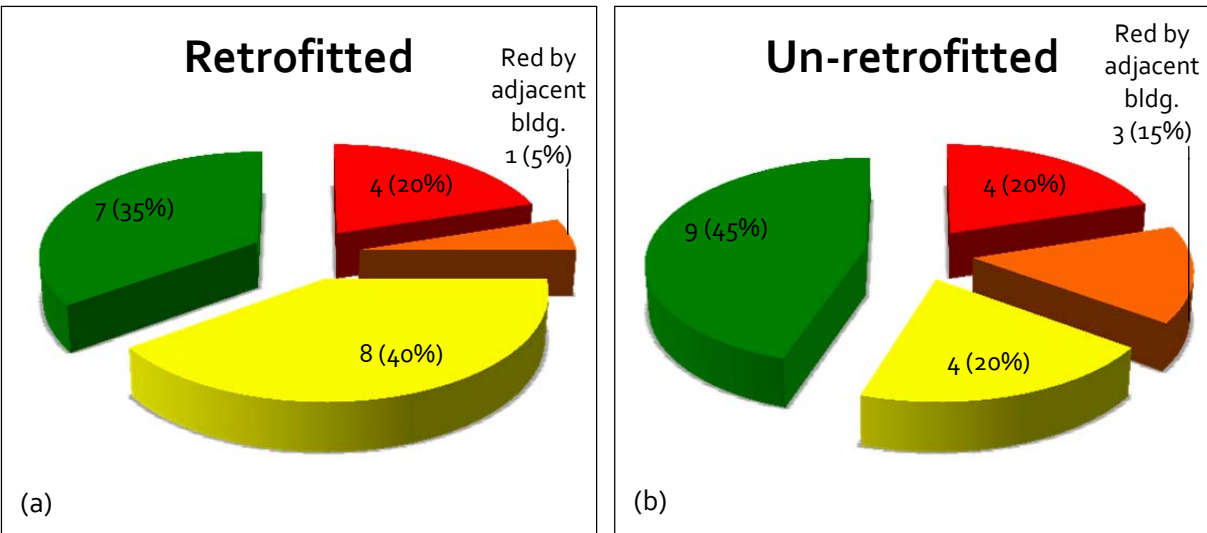 Retrofitted
Red by
adjacent
bldg.
1 (5%)
4 (20%)
7 (35%)
8 (40%)
(a)
Un-retrofitted
Red by
adjacent
bldg.
3 (15%)
4 (20%)
9 (45%)
4 (20%)
(b)